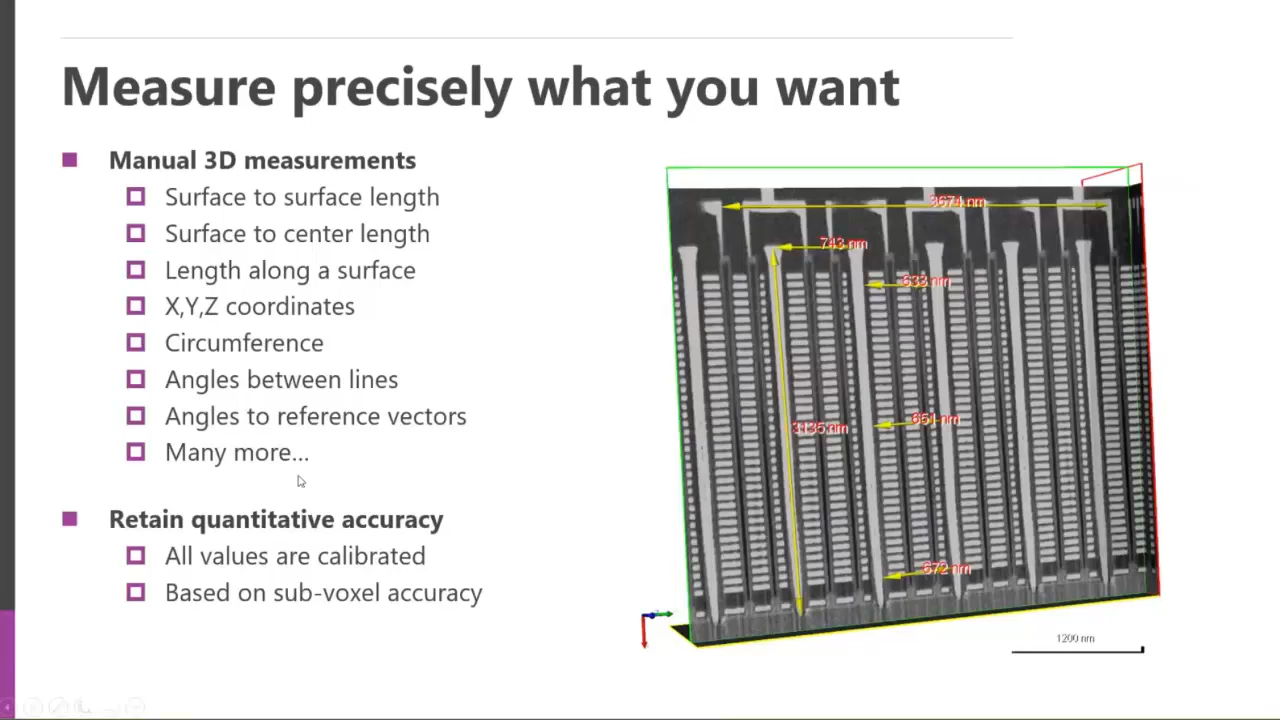 Measure precisely what you want
Manual 3D measurements
Surface to surface length
Surface to center length
Length along a surface
X,Y,Z coordinates
Circumference
Angles between lines
Angles to reference vectors
Many more...
Retain quantitative accuracy
All values are calibrated
Based on sub-voxel accuracy
3674 nm
743 nm
633 nm
651 nm
3135 nm
672 nm
1200 nm